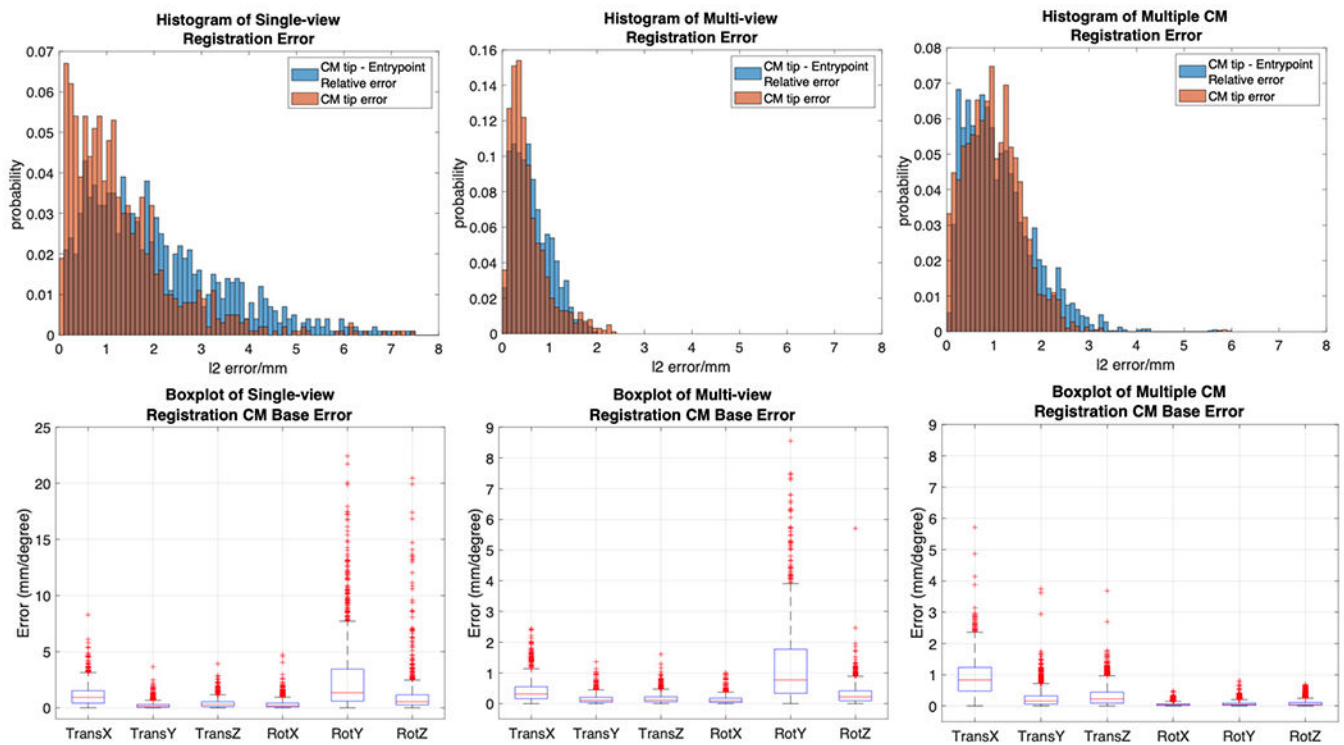 Histogram of Single-view
Registration Error
0.07
0.06
0.05
0.04
0.03
0.02
0.01
0
probability
CM tip - Entrypoint
Relative error
CM tip error
0 1 2 3 4 5 6 7 8
l2 error/mm
Histogram of Multi-view
Registration Error
0.16
0.14
0.12
0.1
0.08
0.06
0.04
0.02
0
probability
CM tip - Entrypoint
Relative error
CM tip error
0 1 2 3 4 5 6 7 8
l2 error/mm
Histogram of Multiple CM
Registration Error
0.08
0.07
0.06
0.05
0.04
0.03
0.02
0.01
0
probability
CM tip - Entrypoint
Relative error
CM tip error
0 1 2 3 4 5 6 7 8
l2 error/mm
Boxplot of Single-view
Registration CM Base Error
25
20
15
10
5
0
Error (mm/degree)
TransX TransY TransZ RotX RotY RotZ
Boxplot of Multi-view
Registration CM Base Error
9
8
7
6
5
4
3
2
1
0
Error (mm/degree)
TransX TransY TransZ RotX RotY RotZ
Boxplot of Multiple CM
Registration CM Base Error
9
8
7
6
5
4
3
2
1
0
Error (mm/degree)
TransX TransY TransZ RotX RotY RotZ